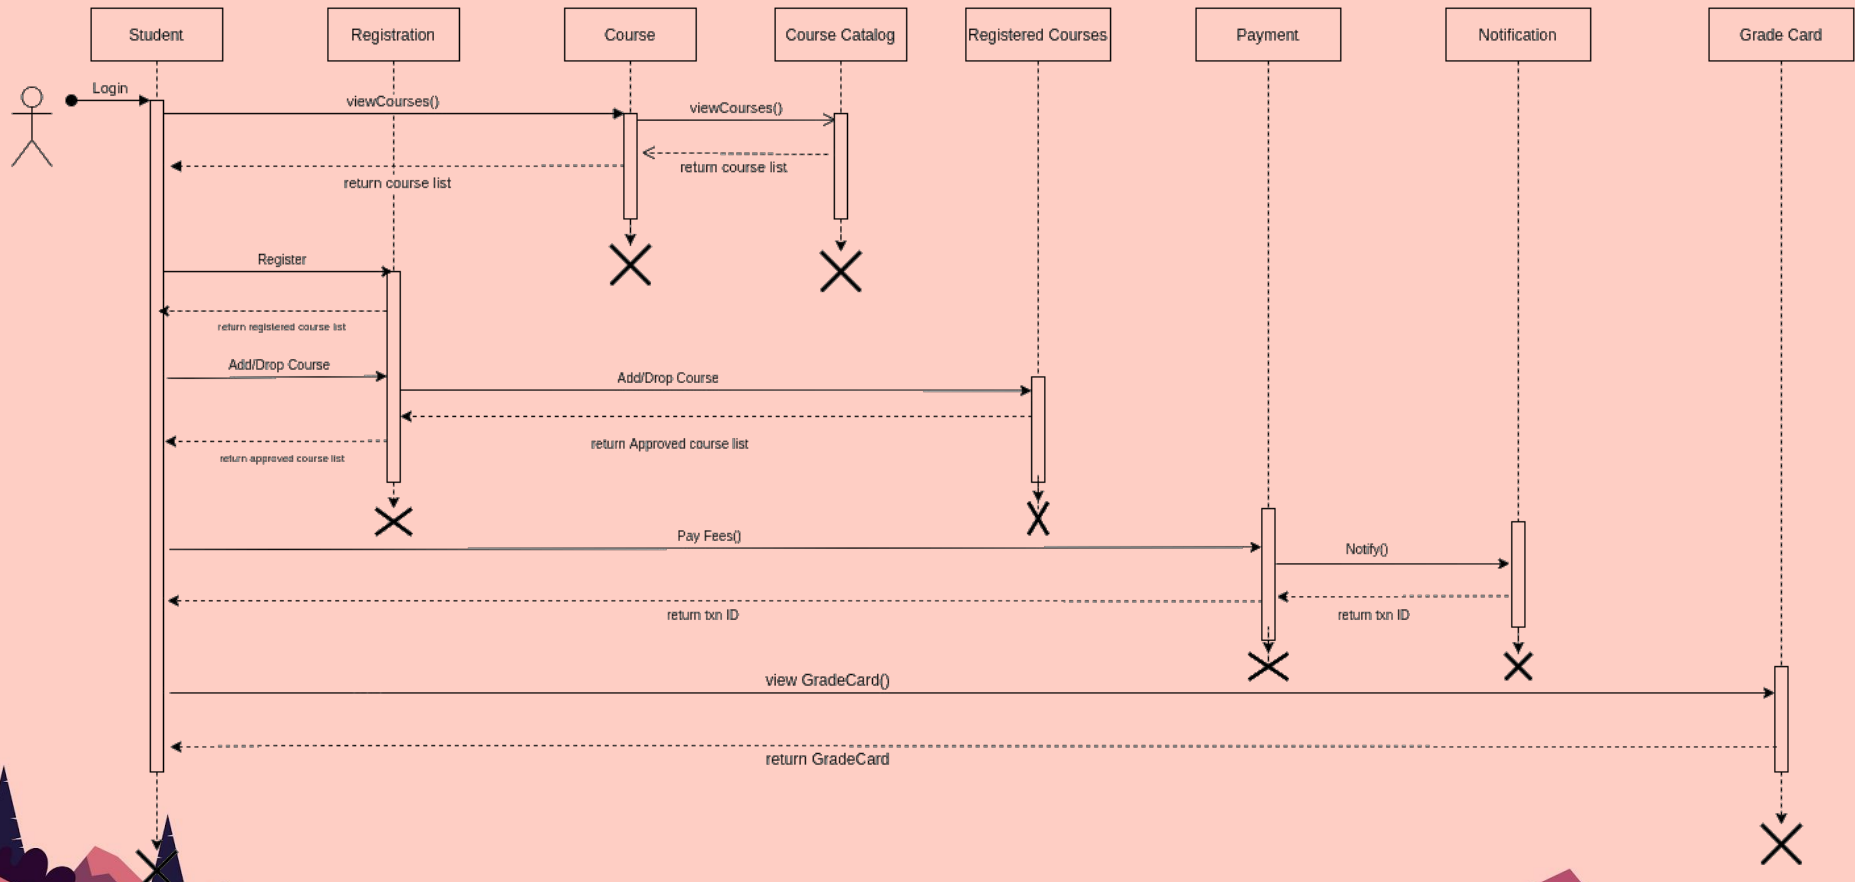 Student
Registration
Course
Course Catalog
Registered Courses
Payment
Notification
Grade Card
Login
viewCourses()
viewCourses()
return course list
return course list
Register
return registered course list
Add/Drop Course
Add/Drop Course
return Approved course list
return approved course list
Pay Fees()
Notify()
return txn ID
return txn ID
view GradeCard()
return GradeCard